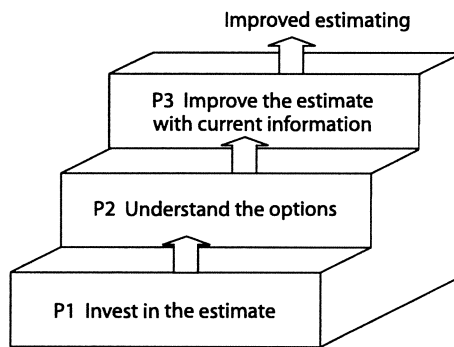 Improved estimating
P3 Improve the estimate
with current information
P2 Understand the options
P1 Invest in the estimate